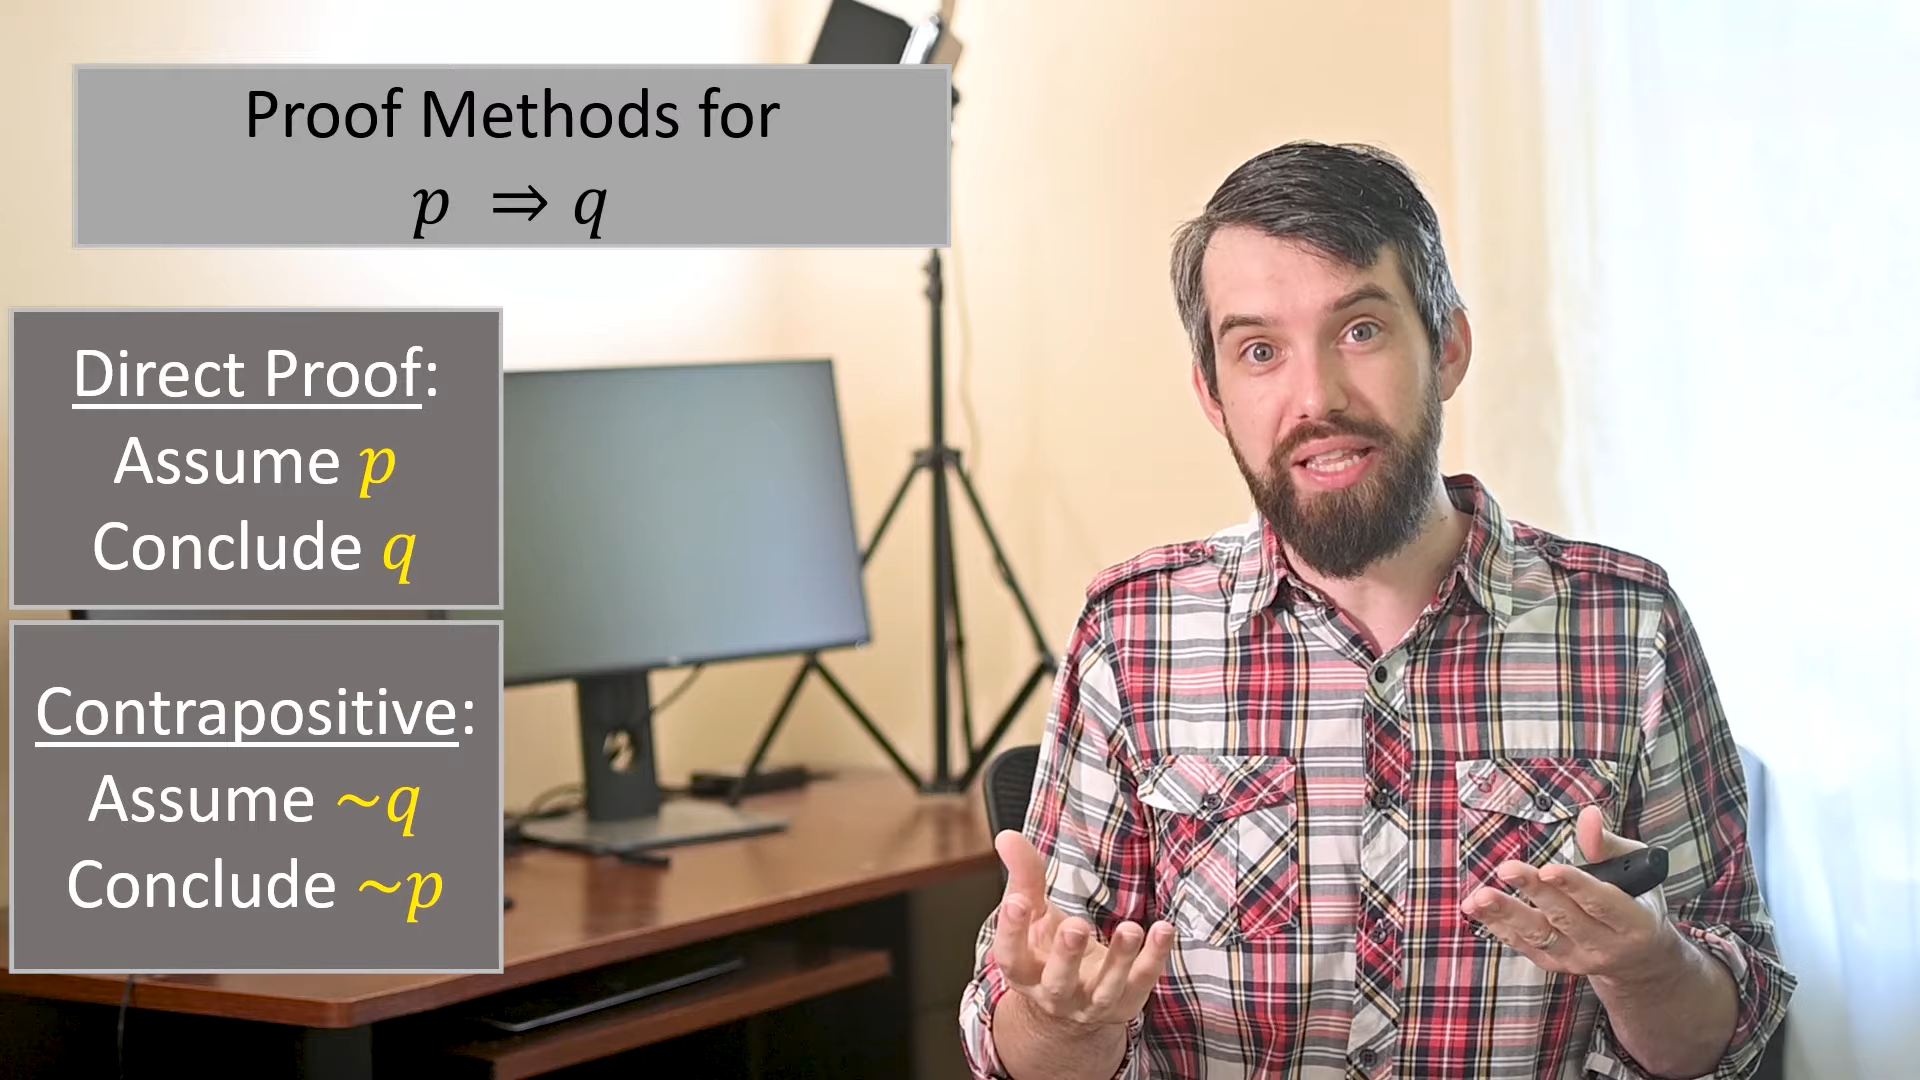 Proof Methods for
p ⇒ q
Direct Proof:
Assume p
Conclude q
Contrapositive:
Assume ~q
Conclude ~p